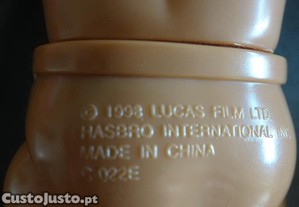 © 1998 LUCAS FILM LTD.
HASBRO INTERNATIONAL INC.
MADE IN CHINA
C 022E
CustoJusto.pt